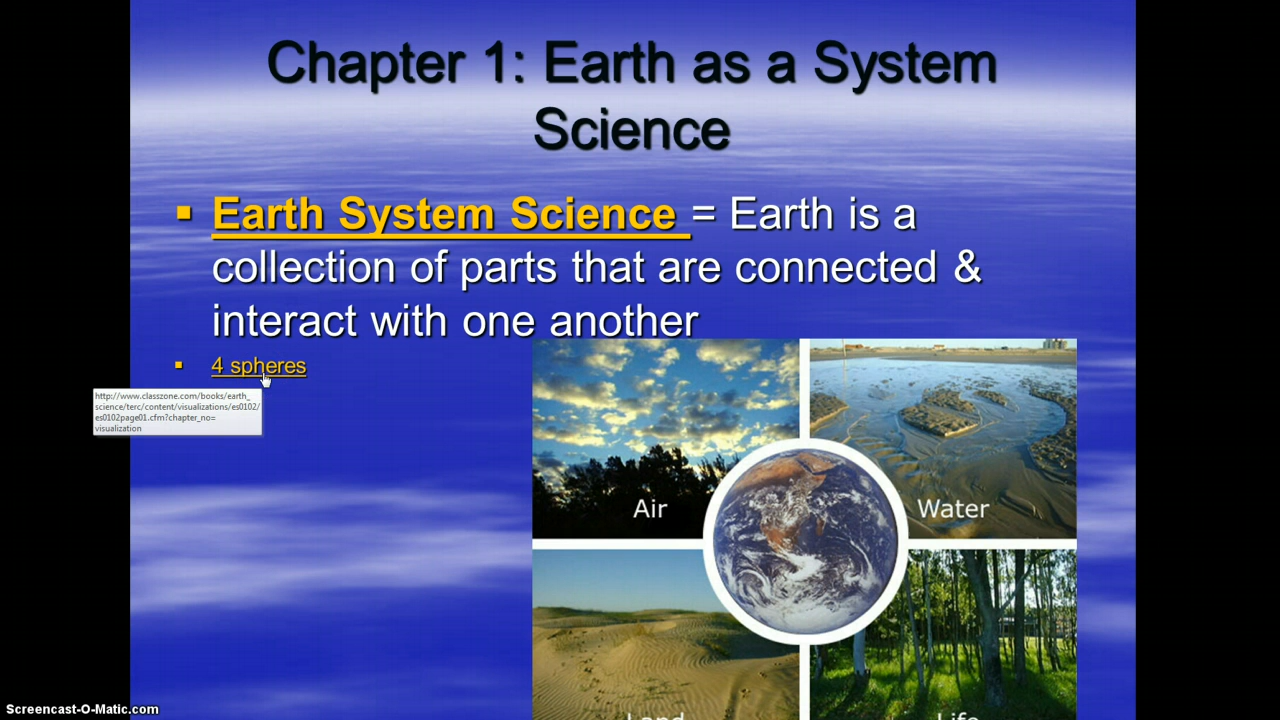 Chapter 1: Earth as a System
Science
▪ Earth System Science = Earth is a
collection of parts that are connected &
interact with one another
▪ 4 spheres
http://www.classzone.com/books/earth_
science/terc/content/visualizations/es0102/
es0102page01.cfm?chapter_no=
visualization
Air
Water
Land
Life
Screencast-O-Matic.com